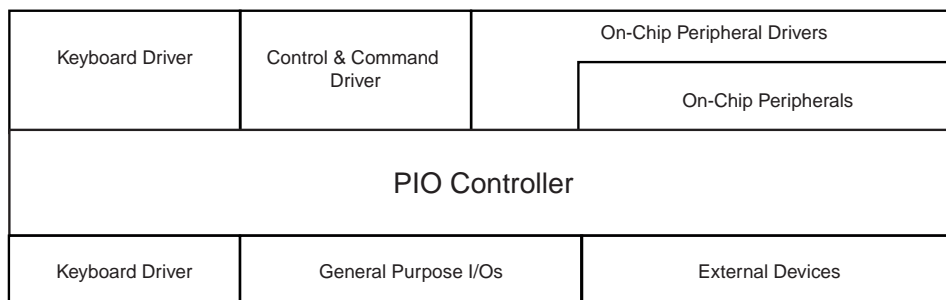 On-Chip Peripheral Drivers
Keyboard Driver
Control & Command
Driver
On-Chip Peripherals
PIO Controller
Keyboard Driver
General Purpose I/Os
External Devices